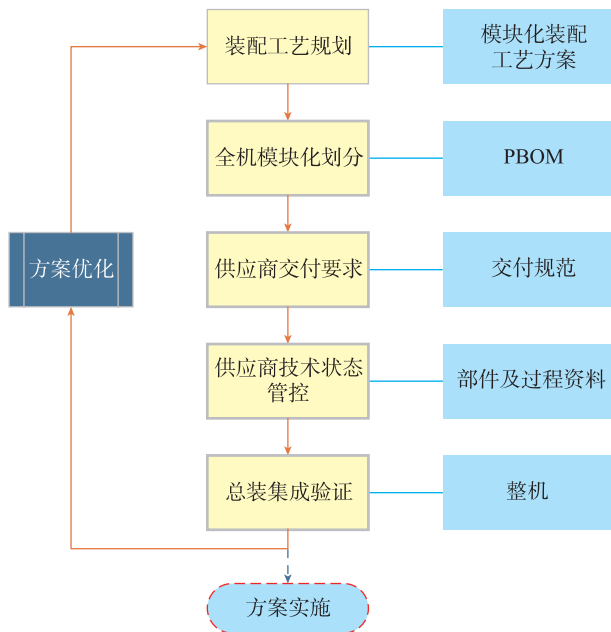 装配工艺规划
模块化装配
工艺方案
全机模块化划分
PBOM
方案优化
供应商交付要求
交付规范
供应商技术状态
管控
部件及过程资料
总装集成验证
整机
方案实施